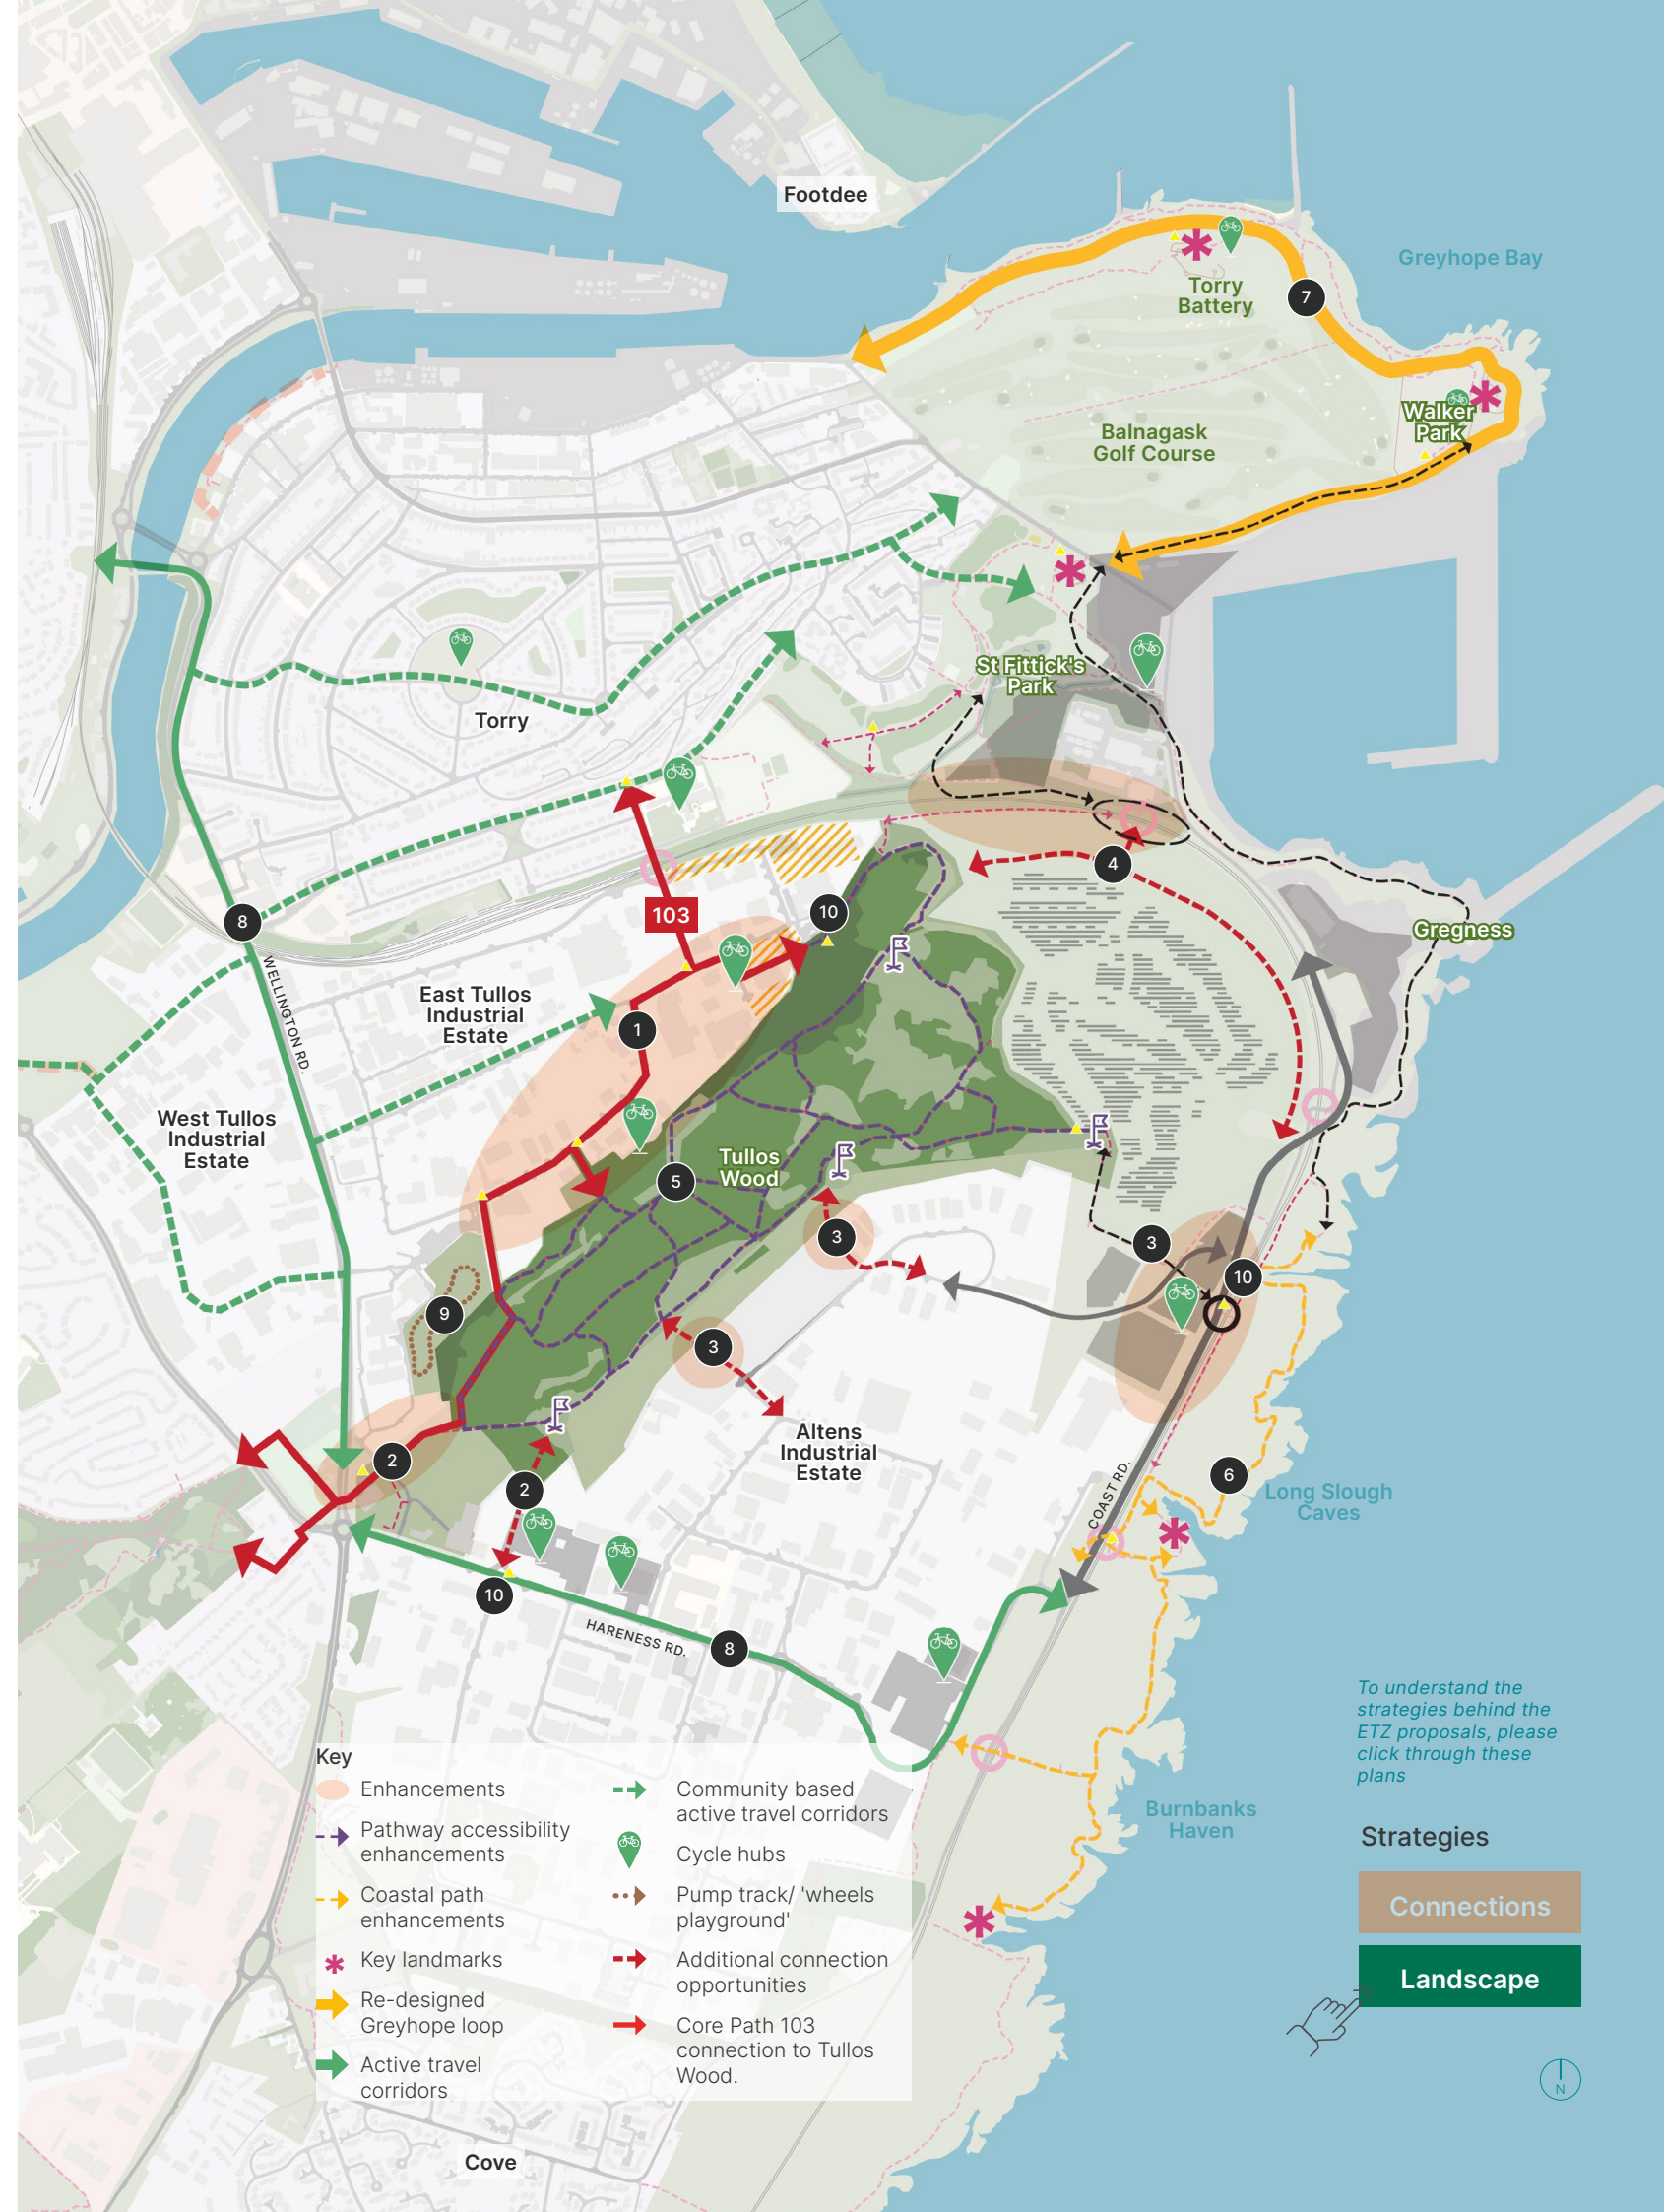 Footdee
Greyhope Bay
Torry
Battery
7
Walker
Park
Balnagask
Golf Course
St Fittick's
Park
Torry
4
8
103
10
Gregness
WELLINGTON RD.
East Tullos
Industrial
Estate
1
West Tullos
Industrial
Estate
Tullos
Wood
5
3
3
10
9
3
Altens
Industrial
Estate
2
2
6
Long Slough
Caves
COAST RD.
10
HARENESS RD.
8
To understand the
strategies behind the
ETZ proposals, please
click through these
plans
Burnbanks
Haven
Strategies
Connections
Landscape
N
Key
Enhancements
Pathway accessibility
enhancements
Coastal path
enhancements
Key landmarks
Re-designed
Greyhope loop
Active travel
corridors
Community based
active travel corridors
Cycle hubs
Pump track/ 'wheels
playground'
Additional connection
opportunities
Core Path 103
connection to Tullos
Wood.
Cove